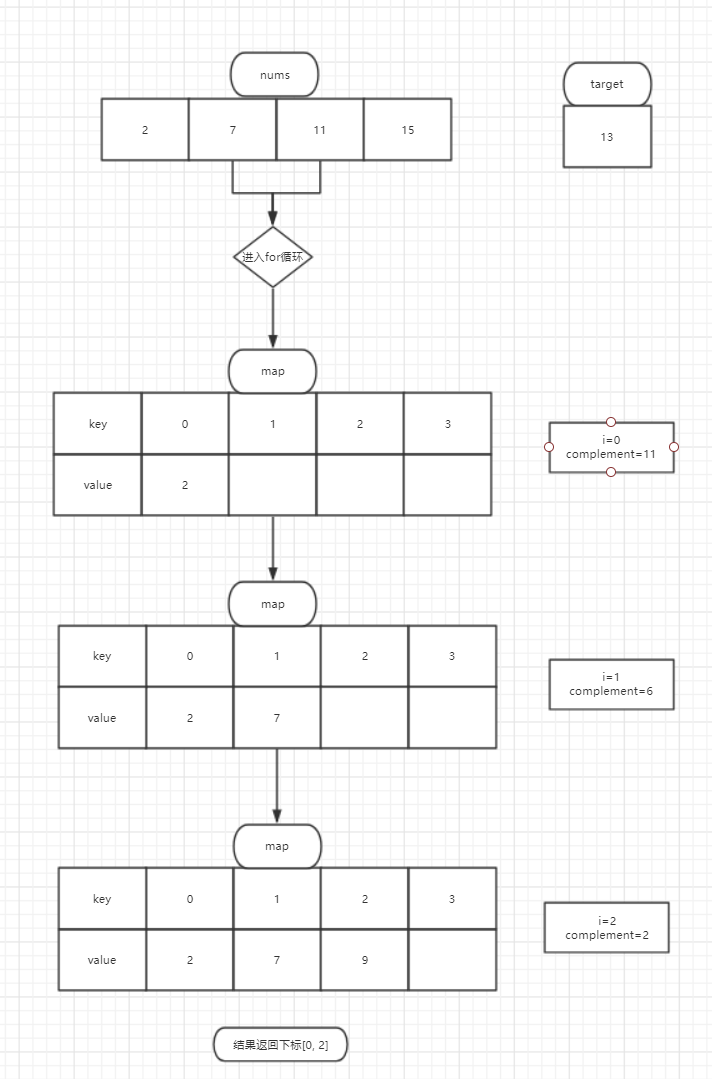 nums
target
2 7 11 15
13
进入for循环
map
key 0 1 2 3
value 2
i=0
complement=11
map
key 0 1 2 3
value 2 7
i=1
complement=6
map
key 0 1 2 3
value 2 7 9
i=2
complement=2
结果返回下标[0, 2]